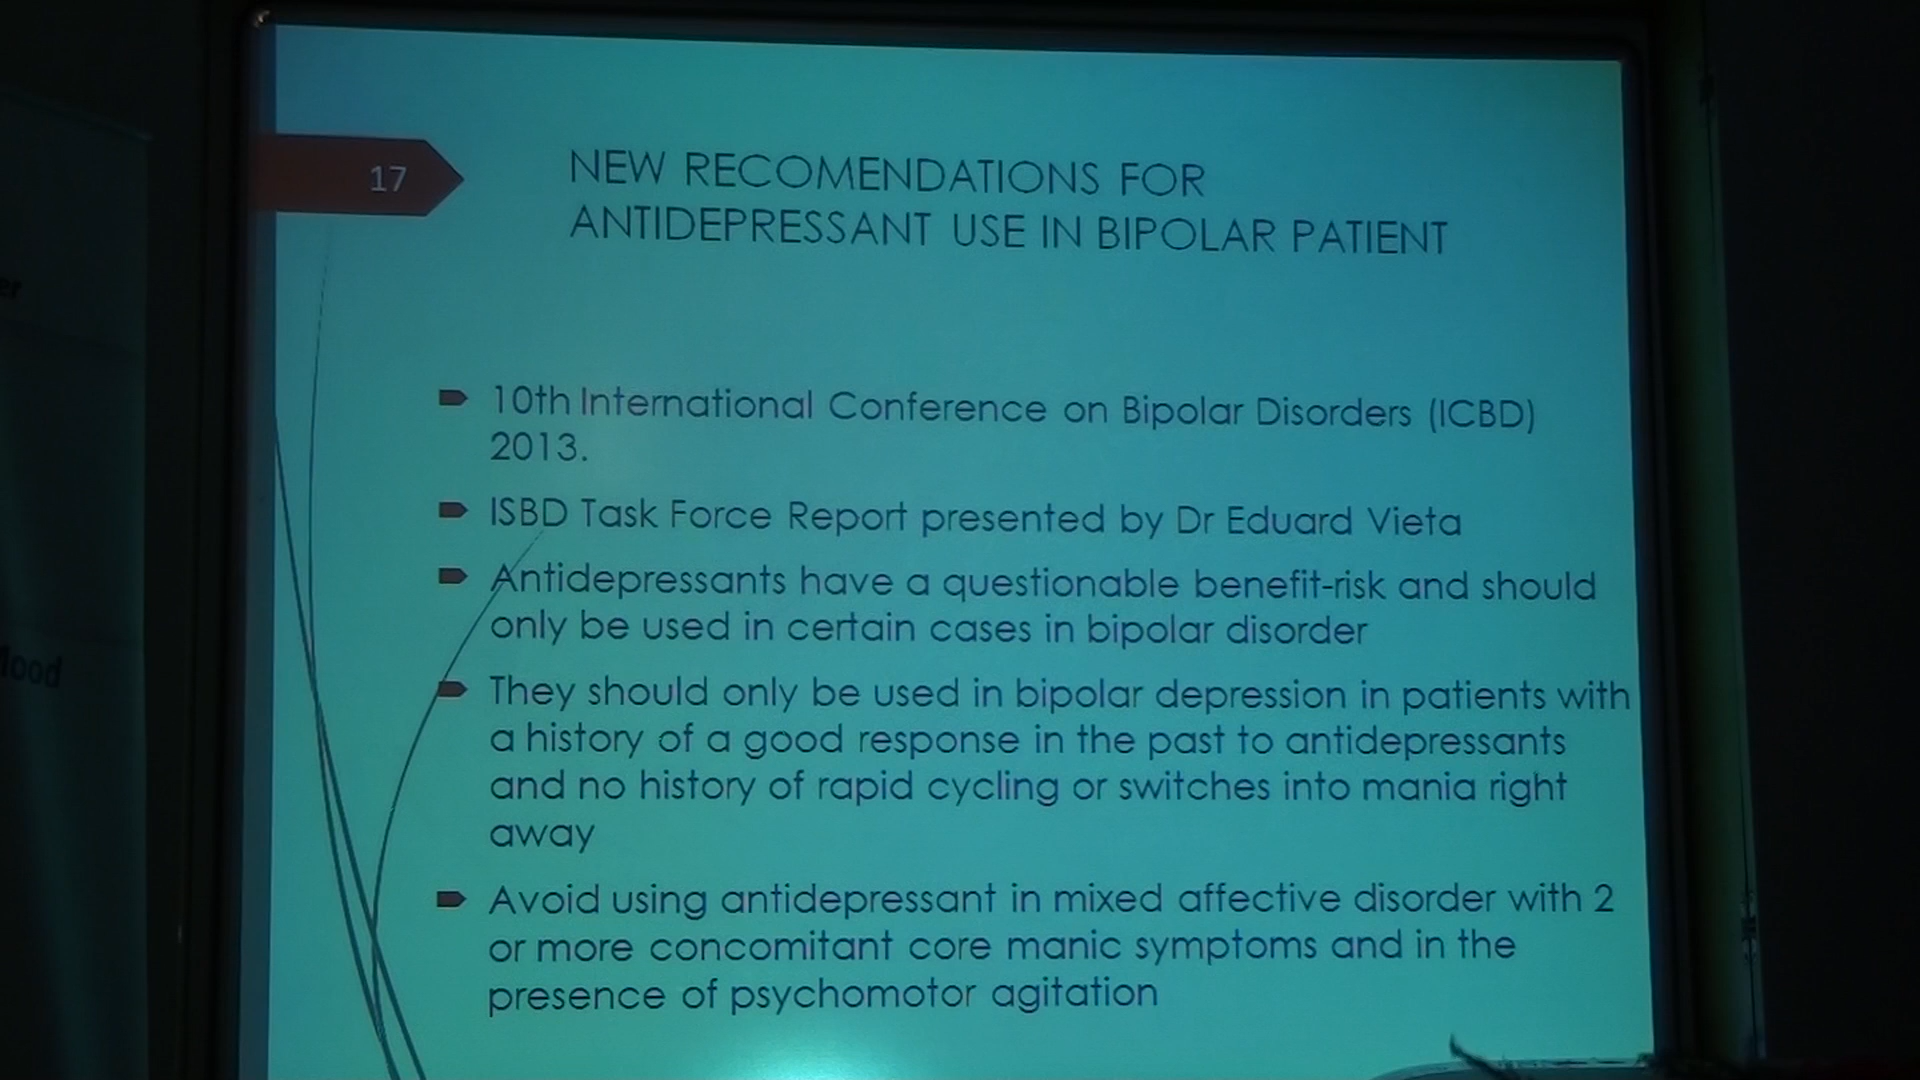 17
NEW RECOMENDATIONS FOR
ANTIDEPRESSANT USE IN BIPOLAR PATIENT
10th International Conference on Bipolar Disorders (ICBD)
2013.
ISBD Task Force Report presented by Dr Eduard Vieta
Antidepressants have a questionable benefit-risk and should
only be used in certain cases in bipolar disorder
They should only be used in bipolar depression in patients with
a history of a good response in the past to antidepressants
and no history of rapid cycling or switches into mania right
away
Avoid using antidepressant in mixed affective disorder with 2
or more concomitant core manic symptoms and in the
presence of psychomotor agitation